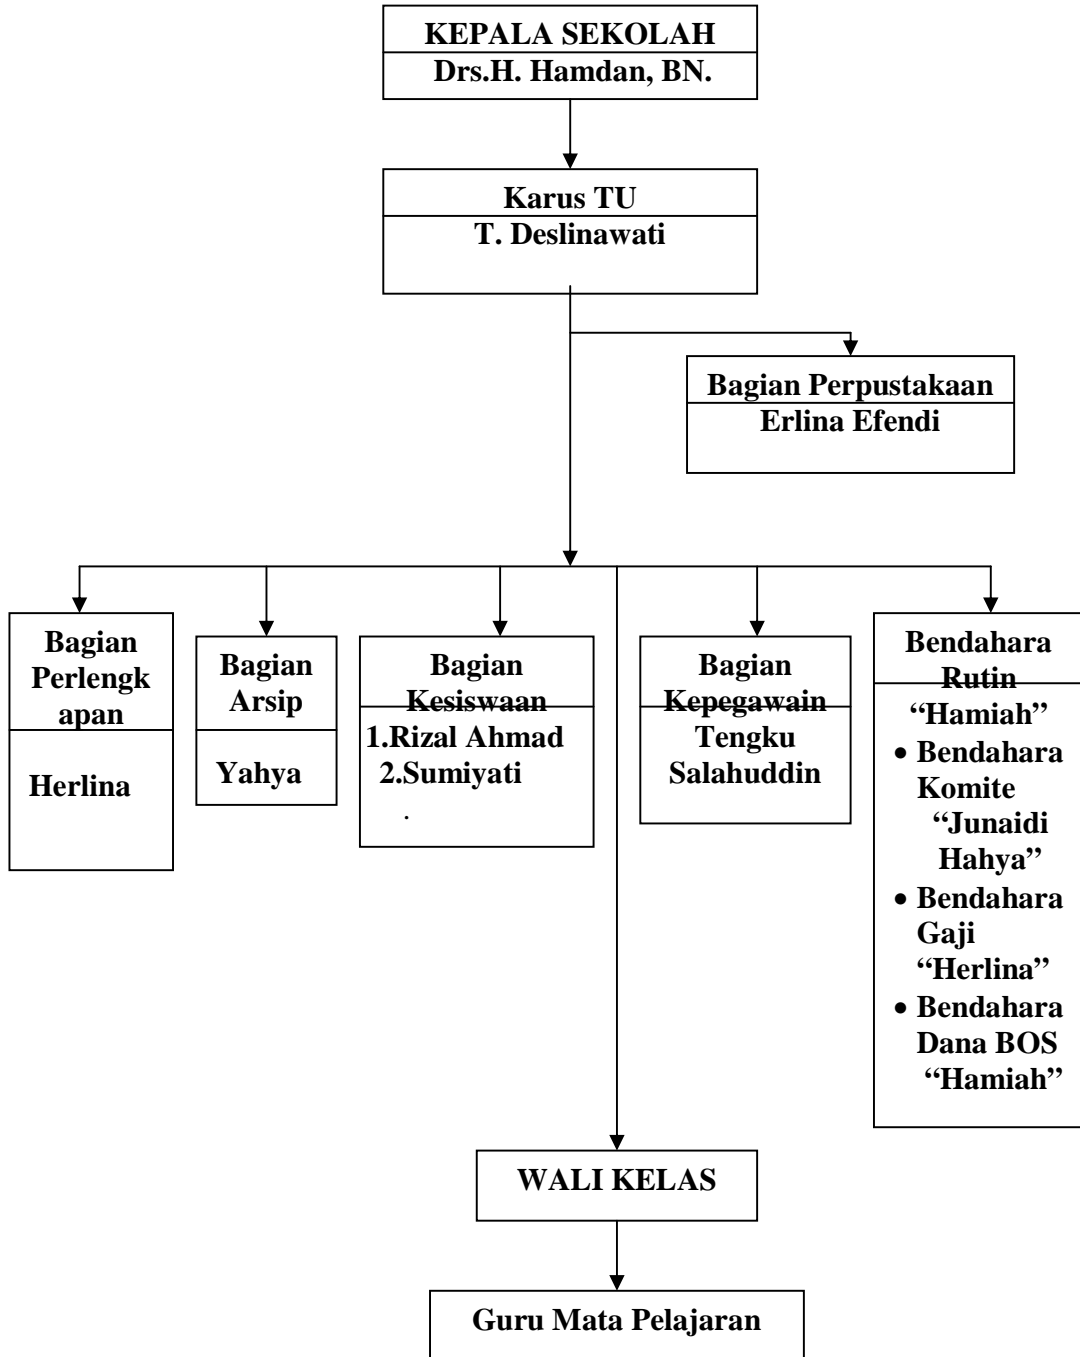 KEPALA SEKOLAH
Drs.H. Hamdan, BN.
Karus TU
T. Deslinawati
Bagian Perpustakaan
Erlina Efendi
Bagian
Perlengk
apan
Herlina
Bagian
Arsip
Yahya
Bagian
Kesiswaan
1.Rizal Ahmad
2.Sumiyati
.
Bagian
Kepegawain
Tengku
Salahuddin
Bendahara
Rutin
“Hamiah”
• Bendahara
Komite
“Junaidi
Hahya”
• Bendahara
Gaji
“Herlina”
• Bendahara
Dana BOS
“Hamiah”
WALI KELAS
Guru Mata Pelajaran